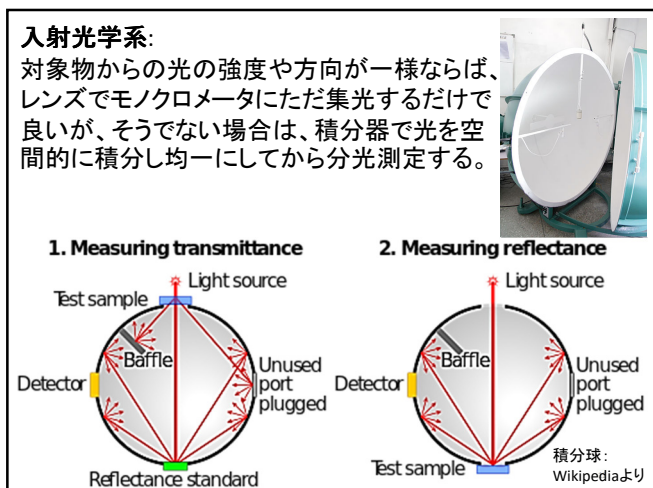 入射光学系:
対象物からの光の強度や方向が一様ならば、
レンズでモノクロメータにただ集光するだけで
良いが、そうでない場合は、積分器で光を空
間的に積分し均一にしてから分光測定する。
1. Measuring transmittance
Light source
Test sample
Baffle
Detector
Unused
port
plugged
Reflectance standard
2. Measuring reflectance
Light source
Baffle
Detector
Unused
port
plugged
Test sample
積分球:
Wikipediaより